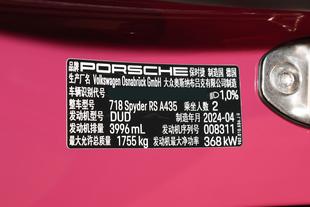 品牌 PORSCHE 保时捷 制造国 德国
生产厂名 Volkswagen Osnabrück GmbH 大众奥斯纳布吕克有限公司
车辆识别代号 1,0%
整车型号 718 Spyder RS A435 乘坐人数 2
发动机型号 DUD 制造年月 2024-04
发动机排量 3996 mL 发动机序列号 008311
最大允许总质量 1755 kg 发动机最大净功率 368 kW